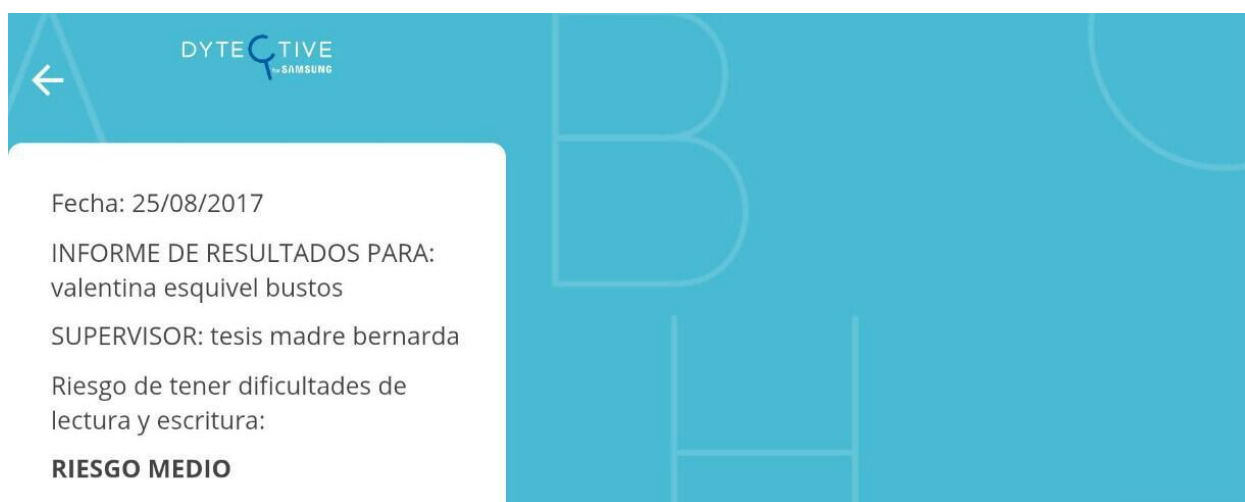 DYTECTIVE
for SAMSUNG
Fecha: 25/08/2017
INFORME DE RESULTADOS PARA:
valentina esquivel bustos
SUPERVISOR: tesis madre bernarda
Riesgo de tener dificultades de
lectura y escritura:
RIESGO MEDIO
A B C
H